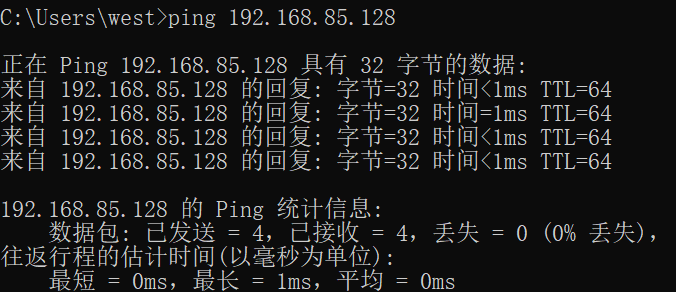 C:\Users\west>ping 192.168.85.128
正在 Ping 192.168.85.128 具有 32 字节的数据:
来自 192.168.85.128 的回复: 字节=32 时间<1ms TTL=64
来自 192.168.85.128 的回复: 字节=32 时间=1ms TTL=64
来自 192.168.85.128 的回复: 字节=32 时间<1ms TTL=64
来自 192.168.85.128 的回复: 字节=32 时间<1ms TTL=64
192.168.85.128 的 Ping 统计信息:
数据包: 已发送 = 4，已接收 = 4，丢失 = 0 (0% 丢失)，
往返行程的估计时间(以毫秒为单位):
最短 = 0ms，最长 = 1ms，平均 = 0ms